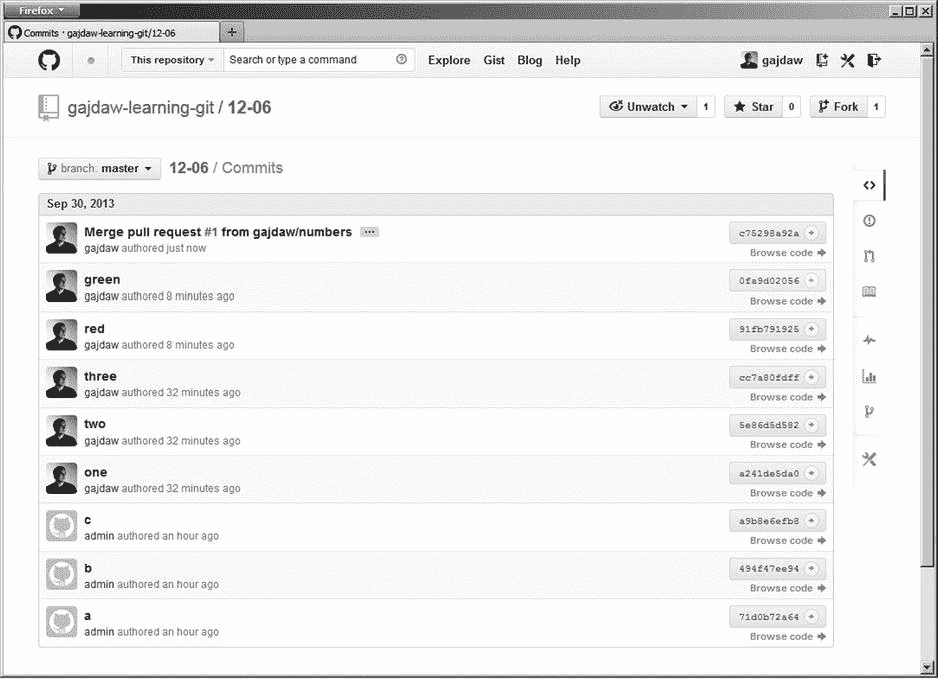 Firefox
Commits · gajdaw-learning-git/12-06
This repository Search or type a command Explore Gist Blog Help gajdaw
gajdaw-learning-git / 12-06
Unwatch 1 Star 0 Fork 1
branch: master 12-06 / Commits
Sep 30, 2013
Merge pull request #1 from gajdaw/numbers ... c75298a92a
gajdaw authored just now Browse code
green 0fa9d02056
gajdaw authored 8 minutes ago Browse code
red 91fb791925
gajdaw authored 8 minutes ago Browse code
three cc7a80fdff
gajdaw authored 32 minutes ago Browse code
two 5e86d5d582
gajdaw authored 32 minutes ago Browse code
one a241de5da0
gajdaw authored 32 minutes ago Browse code
c a9b8e6efb8
admin authored an hour ago Browse code
b 494f47ee94
admin authored an hour ago Browse code
a 71d0b72a64
admin authored an hour ago Browse code